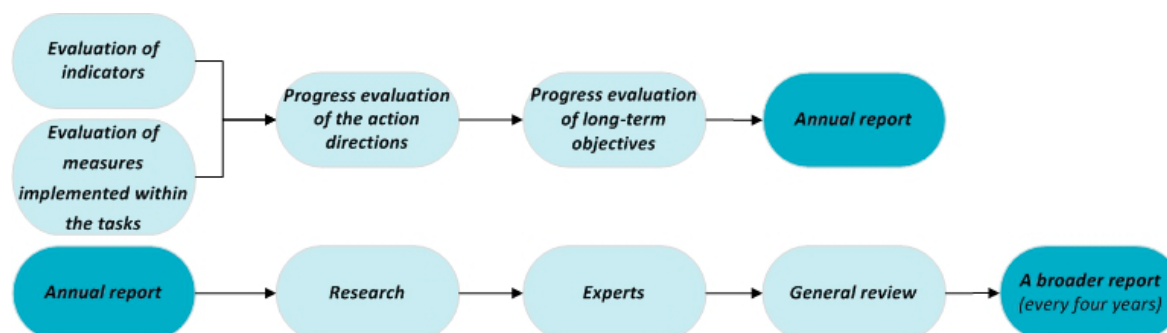 Evaluation of
indicators
Evaluation of
measures
implemented within
the tasks
Progress evaluation
of the action
directions
Progress evaluation
of long-term
objectives
Annual report
Annual report
Research
Experts
General review
A broader report
(every four years)